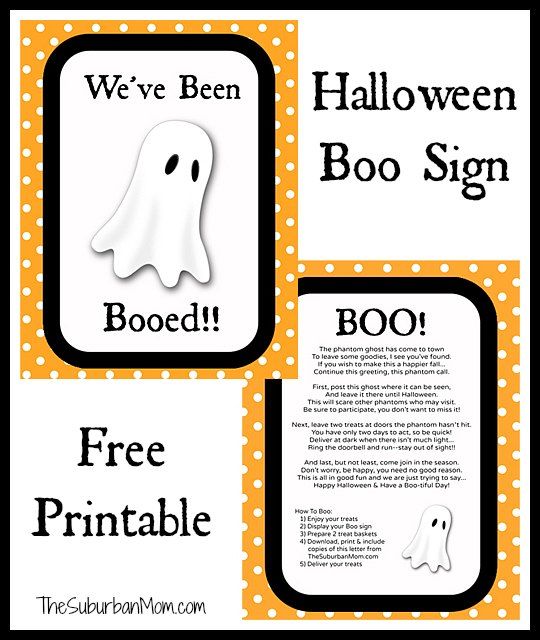 We've Been
Booed!!
Halloween
Boo Sign
BOO!
The phantom ghost has come to town
To leave some goodies, I see you've found.
If you wish to make this a happier fall...
Continue this greeting, this phantom call.
First, post this ghost where it can be seen,
And leave it there until Halloween.
This will scare other phantoms who may visit.
Be sure to participate, you don't want to miss it!
Next, leave two treats at doors the phantom hasn't hit.
You have only two days to act, so be quick!
Deliver at dark when there isn't much light...
Ring the doorbell and run--stay out of sight!!
And last, but not least, come join in the season.
Don't worry, be happy, you need no good reason.
This is all in good fun and we are just trying to say...
Happy Halloween & Have a Boo-tiful Day!
How To Boo:
1) Enjoy your treats
2) Display your Boo sign
3) Prepare 2 treat baskets
4) Download, print & include
copies of this letter from
TheSuburbanMom.com
5) Deliver your treats
Free
Printable
TheSuburbanMom.com